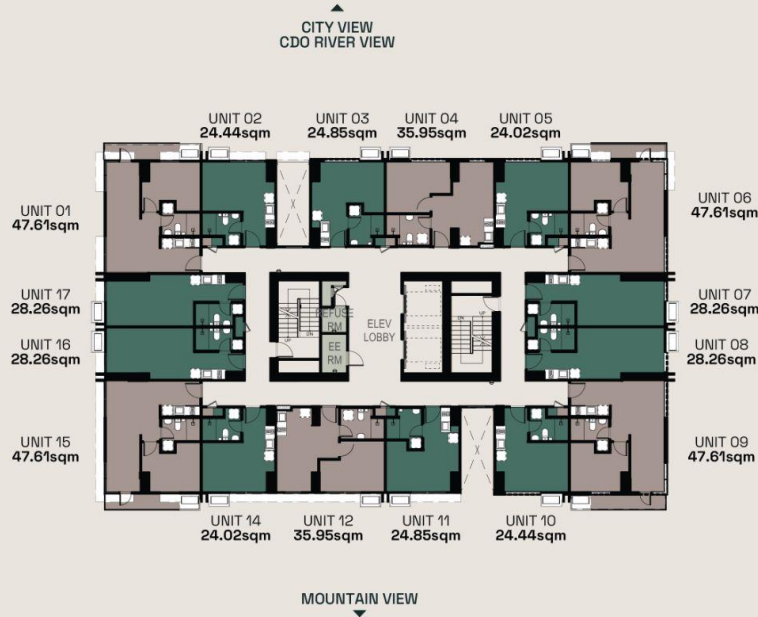 CITY VIEW
CDO RIVER VIEW
UNIT 02
24.44sqm
UNIT 03
24.85sqm
UNIT 04
35.95sqm
UNIT 05
24.02sqm
UNIT 01
47.61sqm
UNIT 06
47.61sqm
UNIT 17
28.26sqm
UNIT 07
28.26sqm
UNIT 16
28.26sqm
UNIT 08
28.26sqm
REFUSE
RM
EE
RM
ELEV
LOBBY
UP
DN
UP
DN
UNIT 15
47.61sqm
UNIT 09
47.61sqm
UNIT 14
24.02sqm
UNIT 12
35.95sqm
UNIT 11
24.85sqm
UNIT 10
24.44sqm
MOUNTAIN VIEW